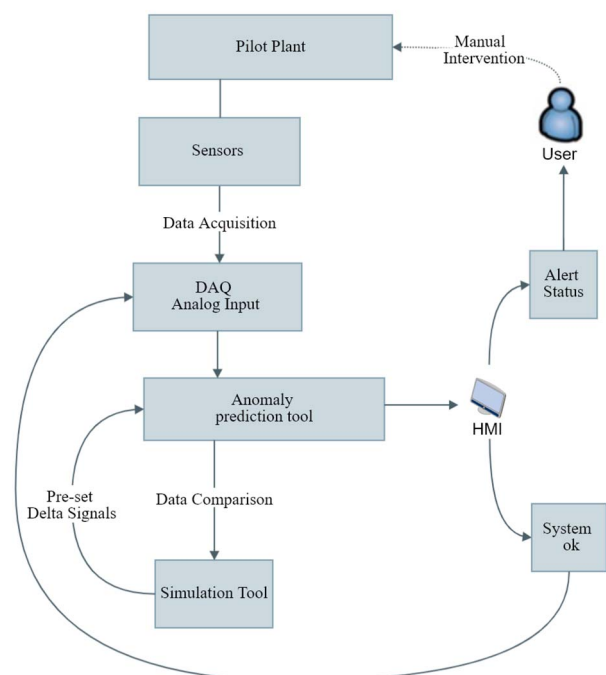 Pilot Plant
Manual
Intervention
User
Sensors
Data Acquisition
DAQ
Analog Input
Alert
Status
Anomaly
prediction tool
HMI
Pre-set
Delta Signals
Data Comparison
System
ok
Simulation Tool